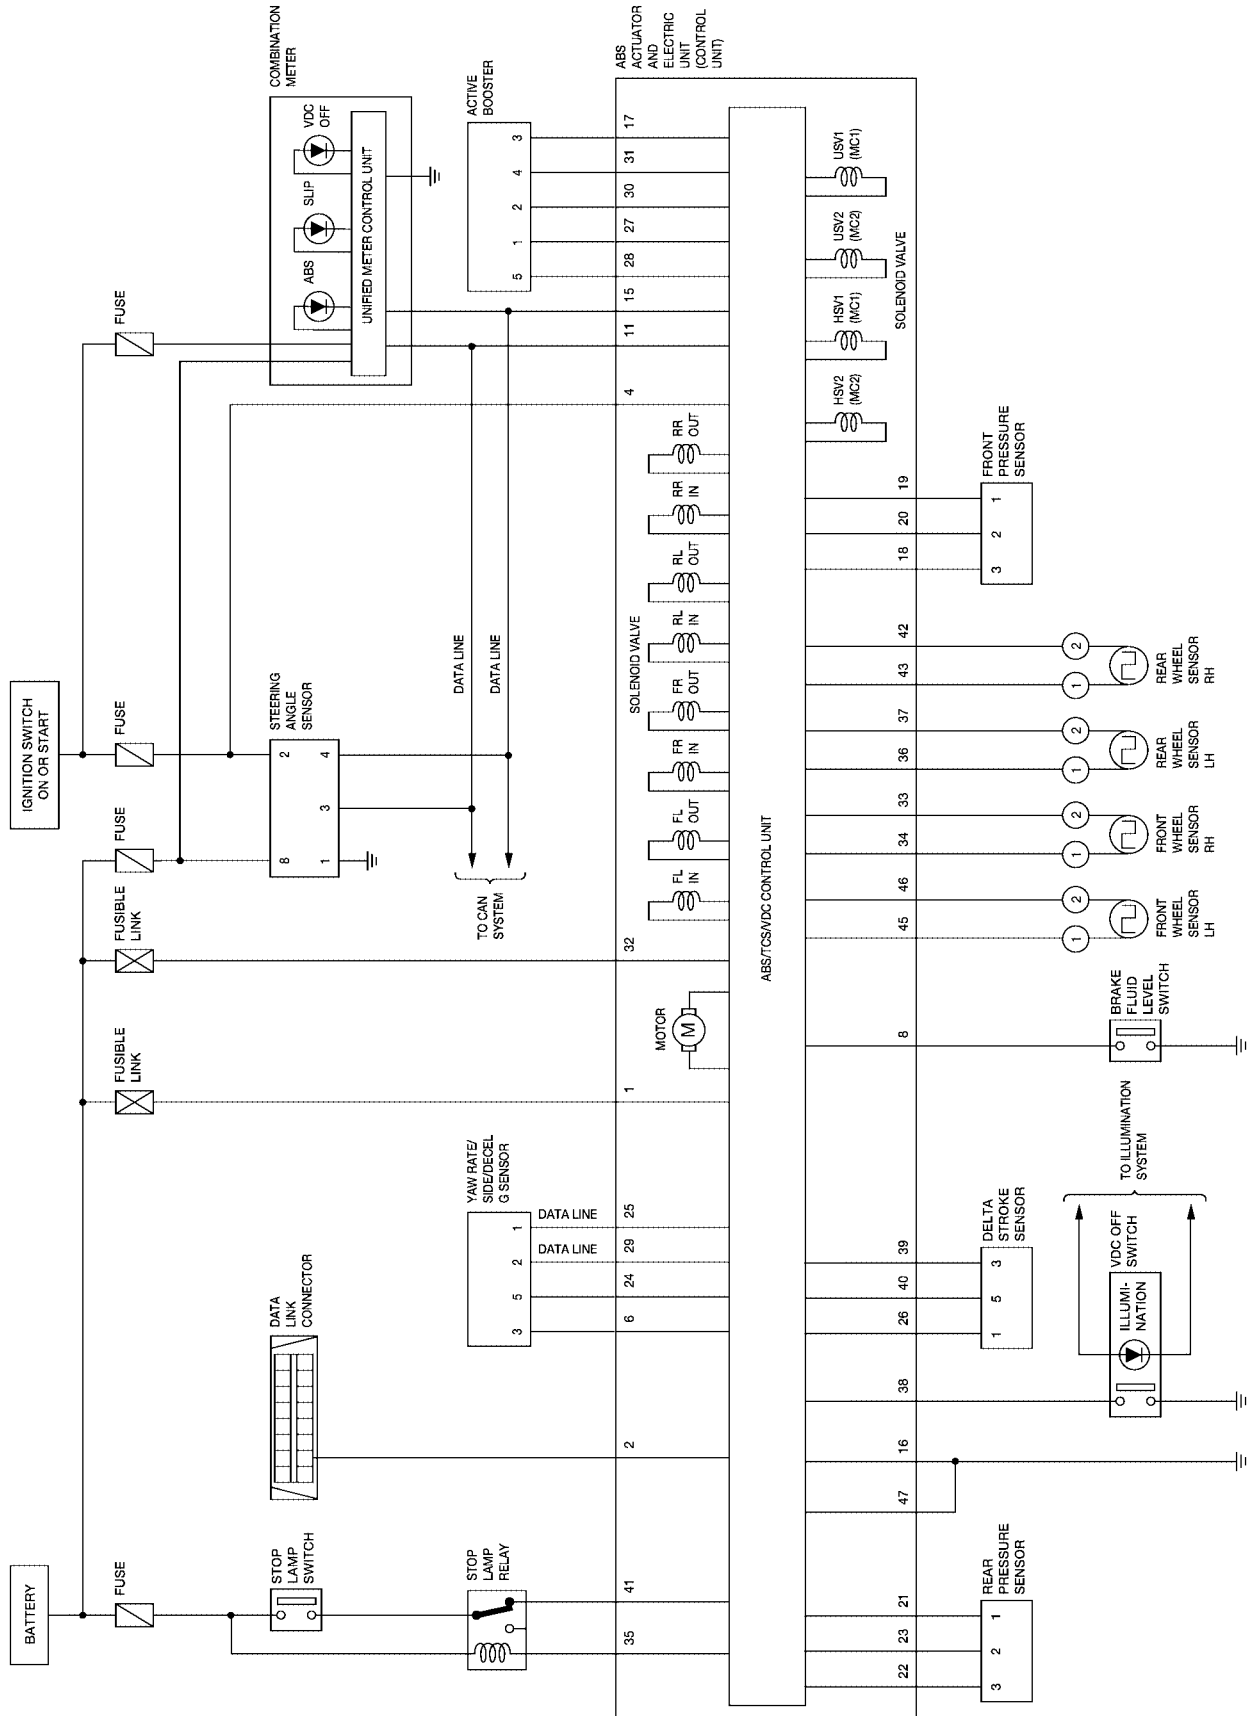 BATTERY
FUSE
STOP
LAMP
SWITCH
STOP
LAMP
RELAY
35
41
DATA
LINK
CONNECTOR
2
YAW RATE/
SIDE/DECEL
G SENSOR
3
5
2
1
DATA LINE
DATA LINE
6
24
29
25
FUSIBLE
LINK
1
FUSIBLE
LINK
32
MOTOR
M
IGNITION SWITCH
ON OR START
FUSE
FUSE
FUSE
STEERING
ANGLE
SENSOR
8
2
1
3
4
TO CAN
SYSTEM
DATA LINE
DATA LINE
COMBINATION
METER
ABS
SLIP
VDC
OFF
UNIFIED METER CONTROL UNIT
ACTIVE
BOOSTER
5
1
2
4
3
4
11
15
28
27
30
31
17
ABS
ACTUATOR
AND
ELECTRIC
UNIT
(CONTROL
UNIT)
SOLENOID VALVE
FL
IN
FL
OUT
FR
IN
FR
OUT
RL
IN
RL
OUT
RR
IN
RR
OUT
ABS/TCS/VDC CONTROL UNIT
HSV2
(MC2)
HSV1
(MC1)
USV2
(MC2)
USV1
(MC1)
SOLENOID VALVE
22
23
21
3
2
1
REAR
PRESSURE
SENSOR
47
16
38
VDC OFF
SWITCH
ILLUMI-
NATION
TO ILLUMINATION
SYSTEM
26
40
39
1
5
3
DELTA
STROKE
SENSOR
8
BRAKE
FLUID
LEVEL
SWITCH
45
46
1
2
FRONT
WHEEL
SENSOR
LH
34
33
1
2
FRONT
WHEEL
SENSOR
RH
36
37
1
2
REAR
WHEEL
SENSOR
LH
43
42
1
2
REAR
WHEEL
SENSOR
RH
18
20
19
3
2
1
FRONT
PRESSURE
SENSOR